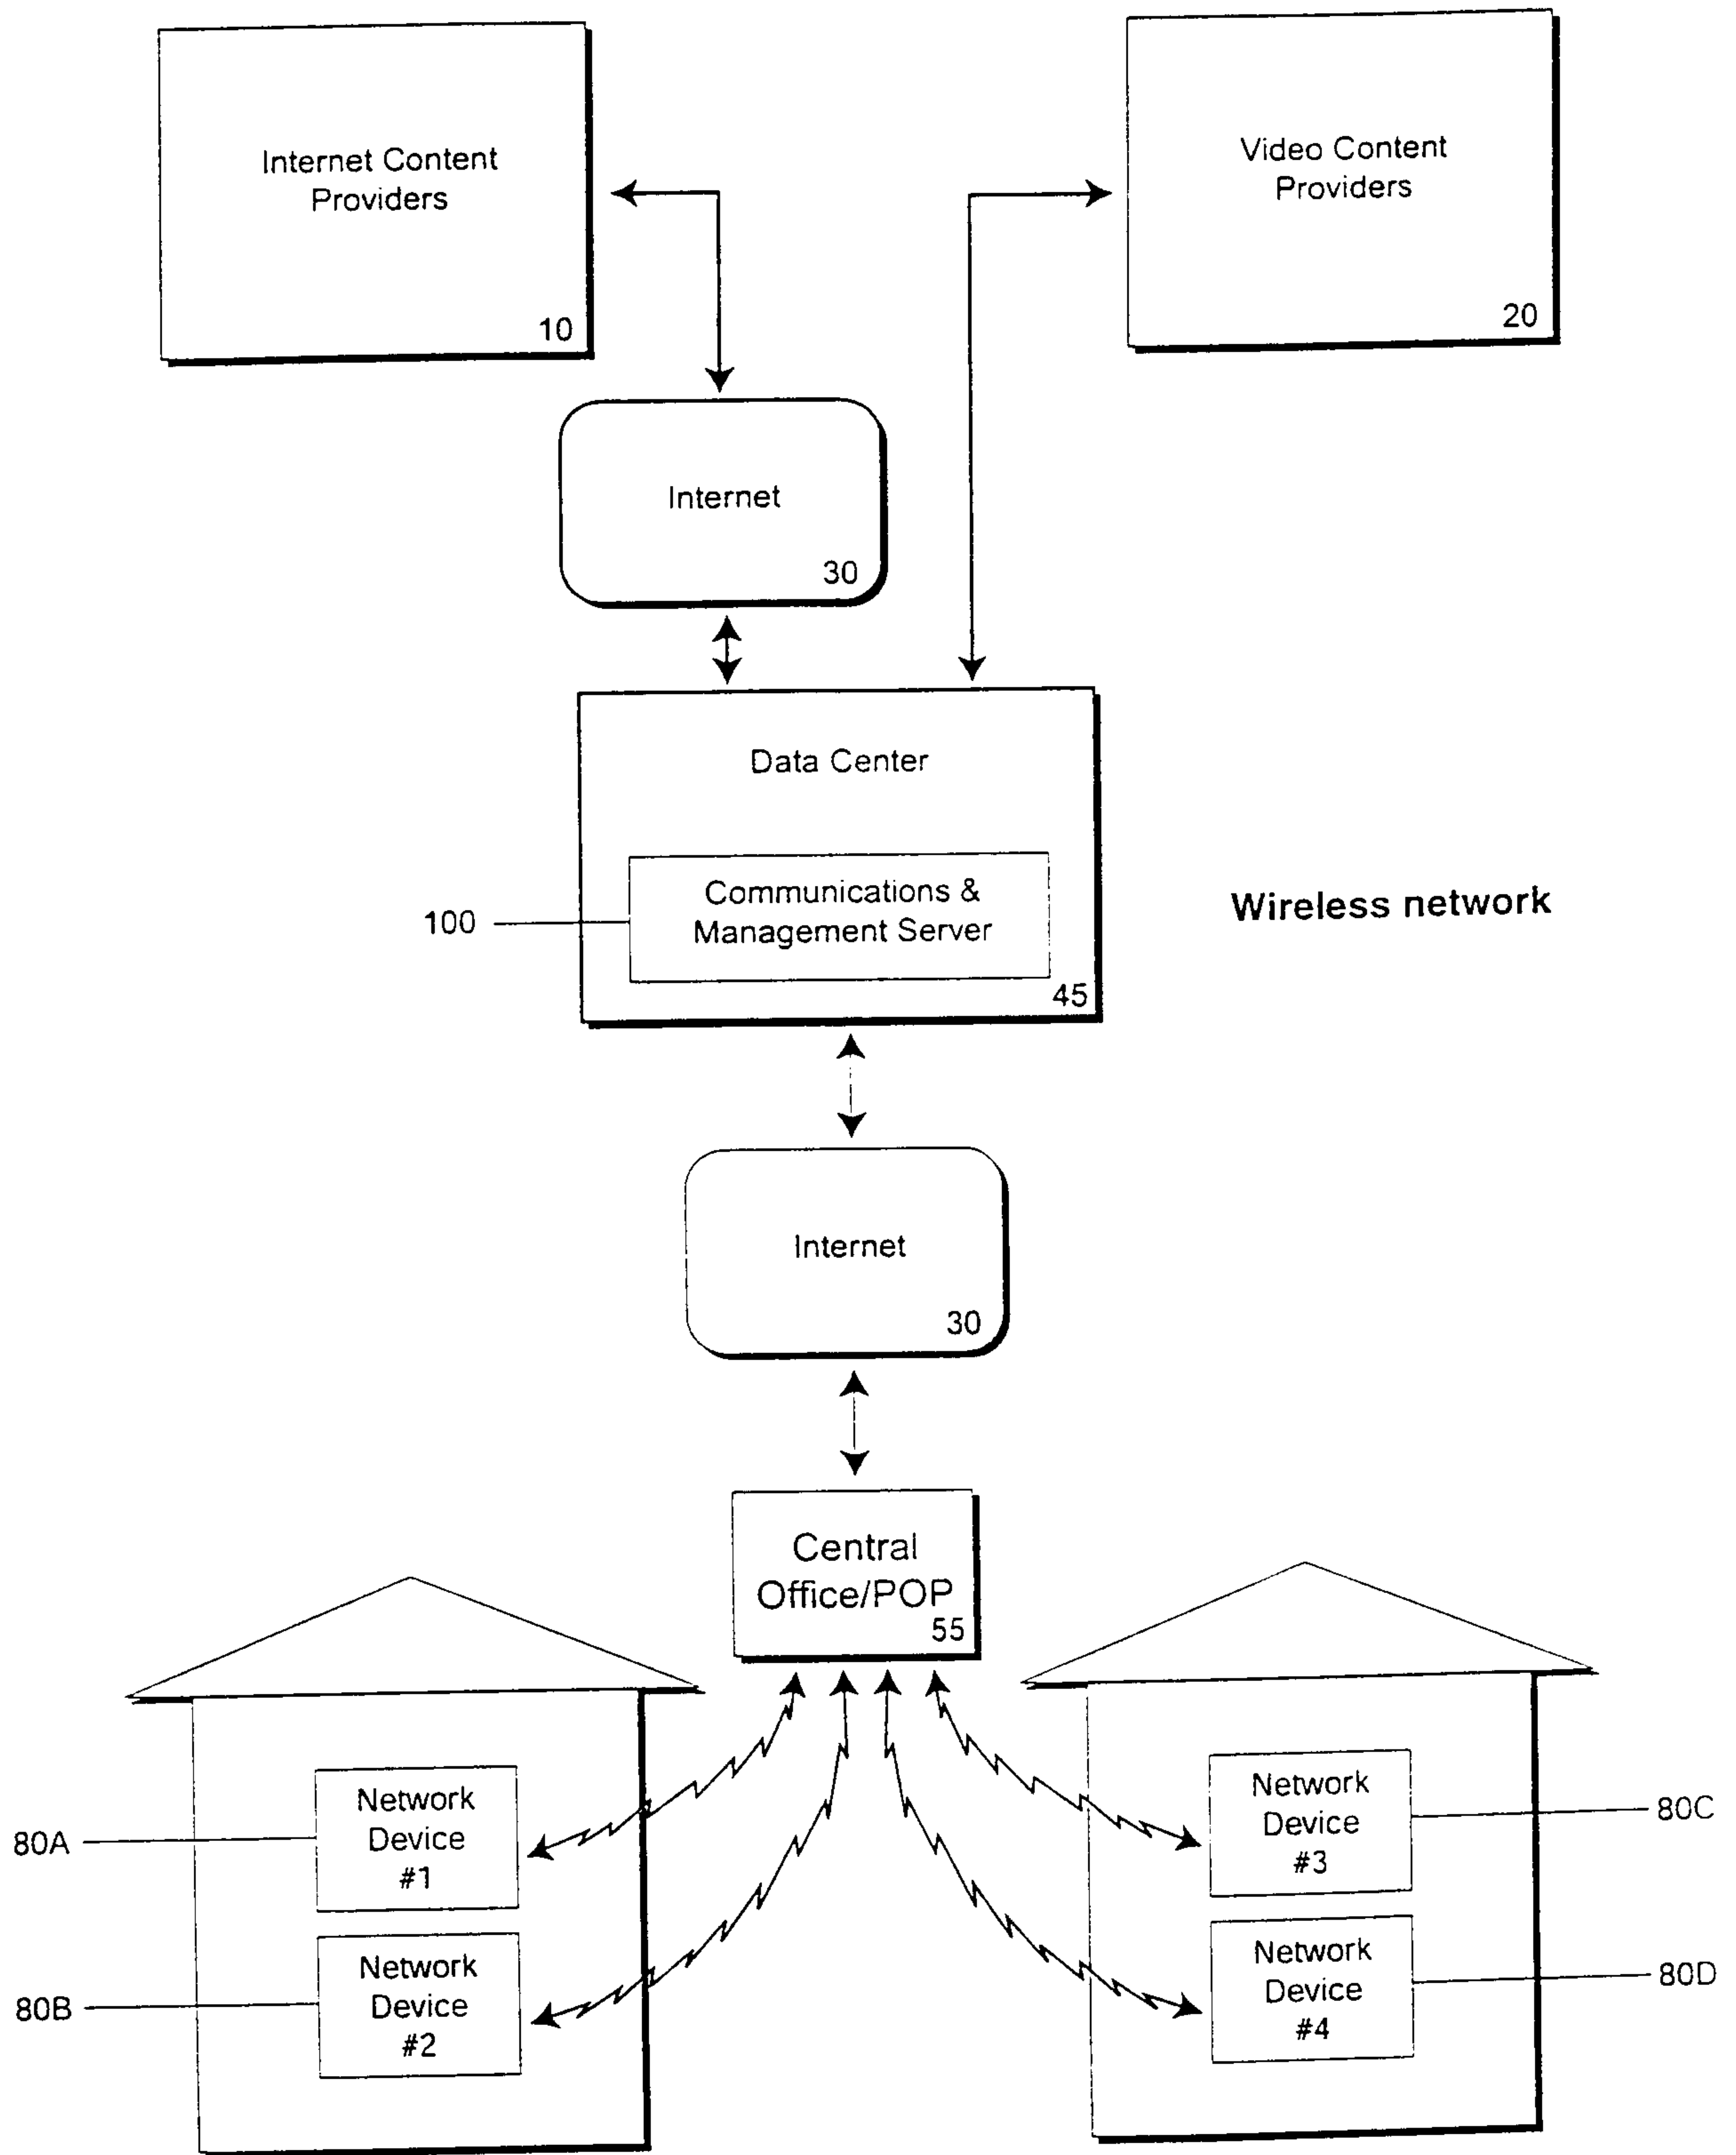 Internet Content
Providers
10
Video Content
Providers
20
Internet
30
Data Center
Communications &
Management Server
100
45
Wireless network
Internet
30
Central
Office/POP
55
Network
Device
#1
80A
Network
Device
#2
80B
Network
Device
#3
80C
Network
Device
#4
80D